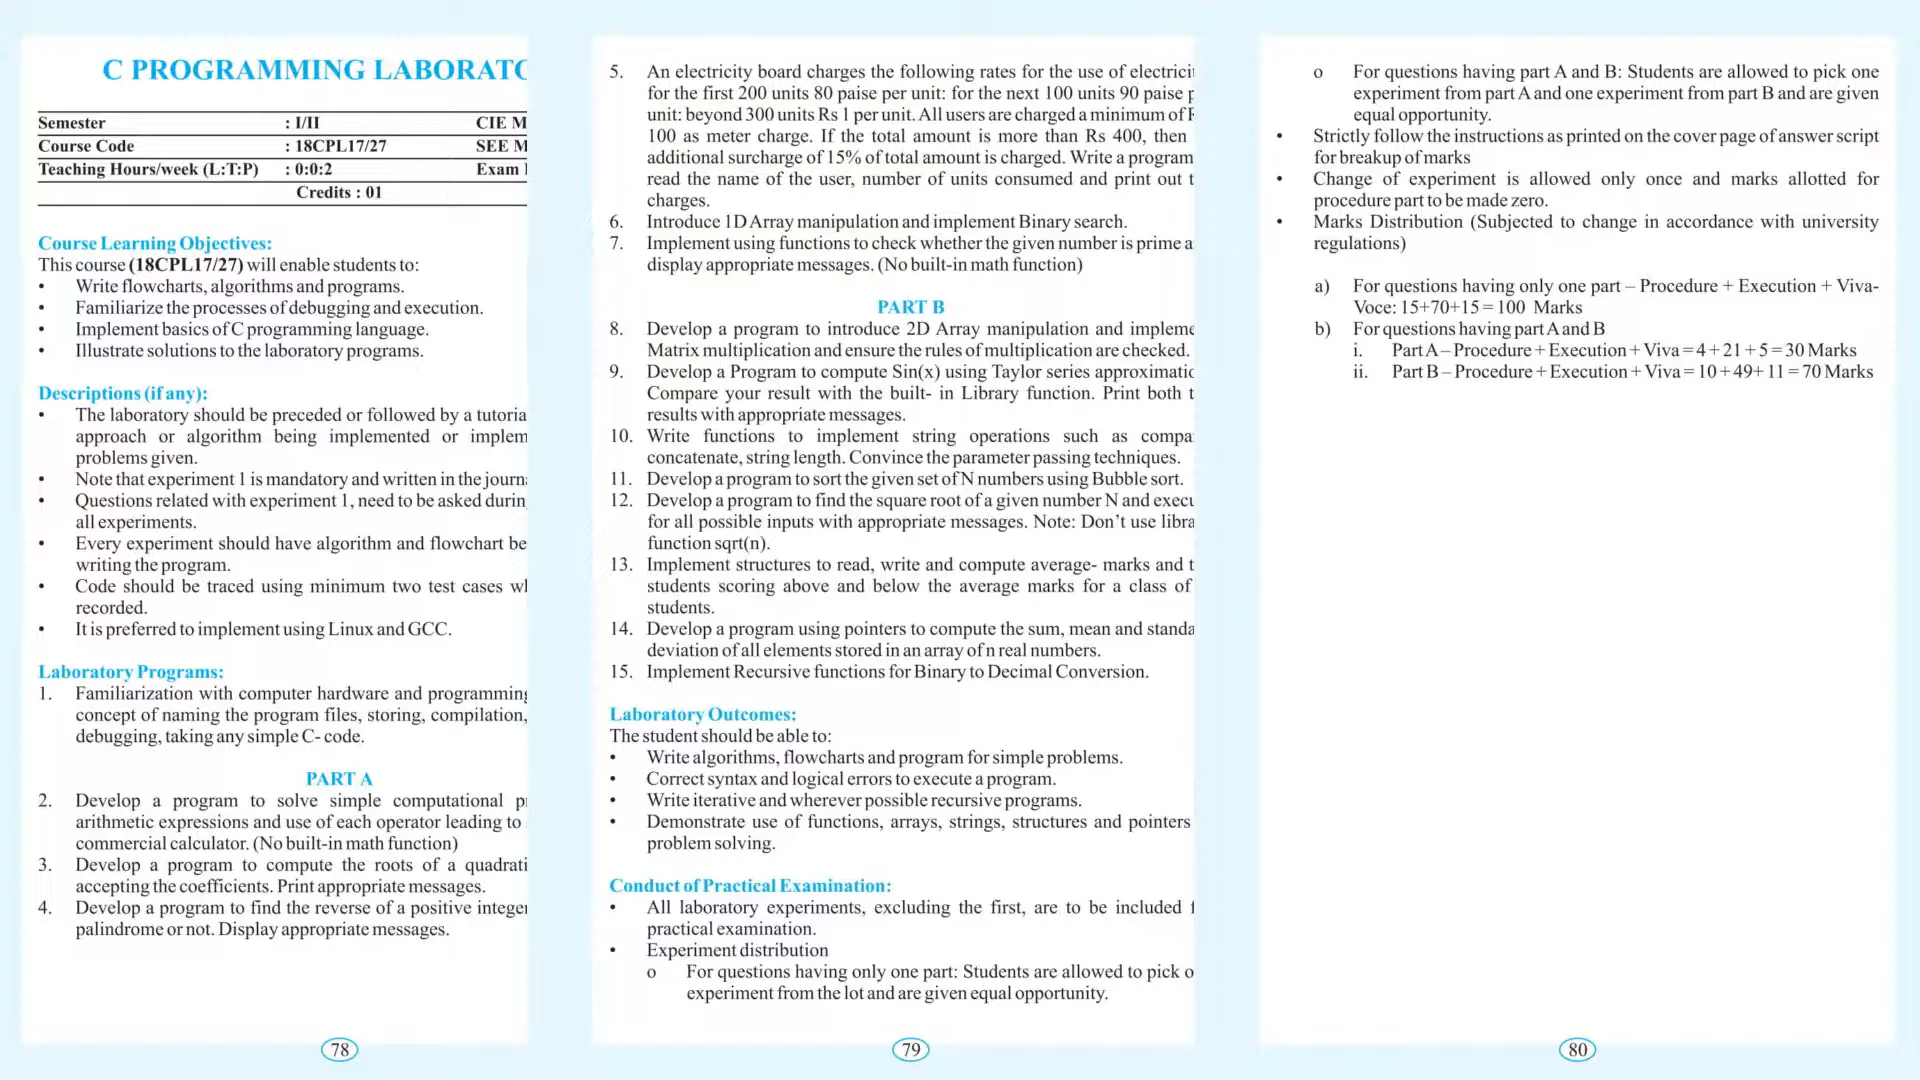 C PROGRAMMING
Semester : I/II CIE
Course Code : 18CPL17/27 SEE
Teaching Hours/week (L:T:P) : 0:0:2 Exam
Credits : 01
Course Learning Objectives:
This course (18CPL17/27) will enable students to:
• Write flowcharts, algorithms and programs.
• Familiarize the processes of debugging and execution.
• Implement basics of C programming language.
• Illustrate solutions to the laboratory programs.
Descriptions (if any):
• The laboratory should be preceded or followed by a
approach or algorithm being implemented or
problems given.
• Note that experiment 1 is mandatory and written in the
• Questions related with experiment 1, need to be asked
all experiments.
• Every experiment should have algorithm and flowchart
writing the program.
• Code should be traced using minimum two test cases
recorded.
• It is preferred to implement using Linux and GCC.
Laboratory Programs:
1. Familiarization with computer hardware and
concept of naming the program files, storing, compilation,
debugging, taking any simple C- code.
PART A
2. Develop a program to solve simple computational
arithmetic expressions and use of each operator leading to
commercial calculator. (No built-in math function)
3. Develop a program to compute the roots of a
accepting the coefficients. Print appropriate messages.
4. Develop a program to find the reverse of a positive
palindrome or not. Display appropriate messages.
78
5. An electricity board charges the following rates for the use of
for the first 200 units 80 paise per unit: for the next 100 units 90 paise
unit: beyond 300 units Rs 1 per unit. All users are charged a minimum of
100 as meter charge. If the total amount is more than Rs 400, then
additional surcharge of 15% of total amount is charged. Write a program
read the name of the user, number of units consumed and print out
charges.
6. Introduce 1D Array manipulation and implement Binary search.
7. Implement using functions to check whether the given number is prime
display appropriate messages. (No built-in math function)
PART B
8. Develop a program to introduce 2D Array manipulation and
Matrix multiplication and ensure the rules of multiplication are checked.
9. Develop a Program to compute Sin(x) using Taylor series
Compare your result with the built- in Library function. Print both
results with appropriate messages.
10. Write functions to implement string operations such as
concatenate, string length. Convince the parameter passing techniques.
11. Develop a program to sort the given set of N numbers using Bubble sort.
12. Develop a program to find the square root of a given number N and
for all possible inputs with appropriate messages. Note: Don’t use
function sqrt(n).
13. Implement structures to read, write and compute average- marks and
students scoring above and below the average marks for a class of
students.
14. Develop a program using pointers to compute the sum, mean and
deviation of all elements stored in an array of n real numbers.
15. Implement Recursive functions for Binary to Decimal Conversion.
Laboratory Outcomes:
The student should be able to:
• Write algorithms, flowcharts and program for simple problems.
• Correct syntax and logical errors to execute a program.
• Write iterative and wherever possible recursive programs.
• Demonstrate use of functions, arrays, strings, structures and pointers
problem solving.
Conduct of Practical Examination:
• All laboratory experiments, excluding the first, are to be included
practical examination.
• Experiment distribution
o For questions having only one part: Students are allowed to pick
experiment from the lot and are given equal opportunity.
79
o For questions having part A and B: Students are allowed to pick one
experiment from part A and one experiment from part B and are given
equal opportunity.
• Strictly follow the instructions as printed on the cover page of answer script
for breakup of marks
• Change of experiment is allowed only once and marks allotted for
procedure part to be made zero.
• Marks Distribution (Subjected to change in accordance with university
regulations)
a) For questions having only one part – Procedure + Execution + Viva-
Voce: 15+70+15 = 100 Marks
b) For questions having part A and B
i. Part A – Procedure + Execution + Viva = 4 + 21 + 5 = 30 Marks
ii. Part B – Procedure + Execution + Viva = 10 + 49+ 11 = 70 Marks
80